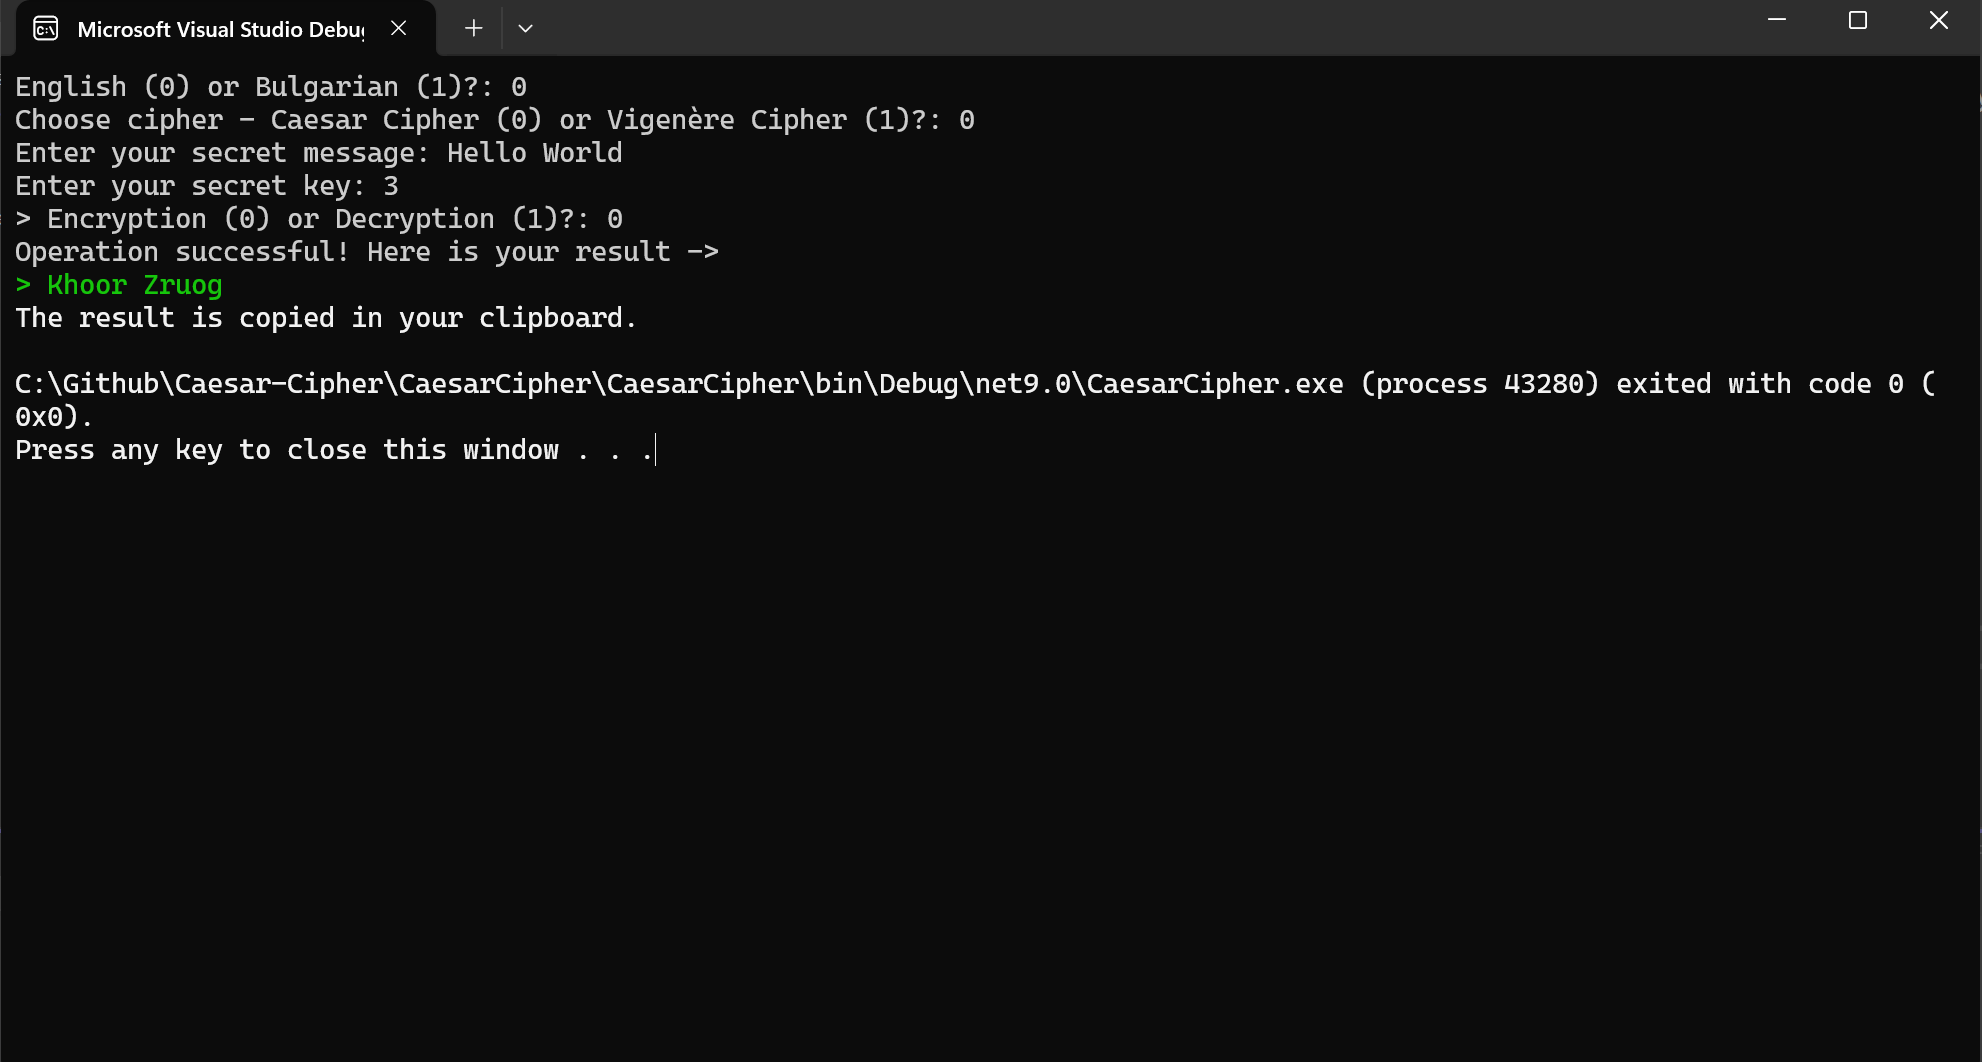 Microsoft Visual Studio Debug
English (0) or Bulgarian (1)?: 0
Choose cipher - Caesar Cipher (0) or Vigenère Cipher (1)?: 0
Enter your secret message: Hello World
Enter your secret key: 3
> Encryption (0) or Decryption (1)?: 0
Operation successful! Here is your result ->
> Khoor Zruog
The result is copied in your clipboard.
C:\Github\Caesar-Cipher\CaesarCipher\CaesarCipher\bin\Debug\net9.0\CaesarCipher.exe (process 43280) exited with code 0 (
0x0).
Press any key to close this window . . .